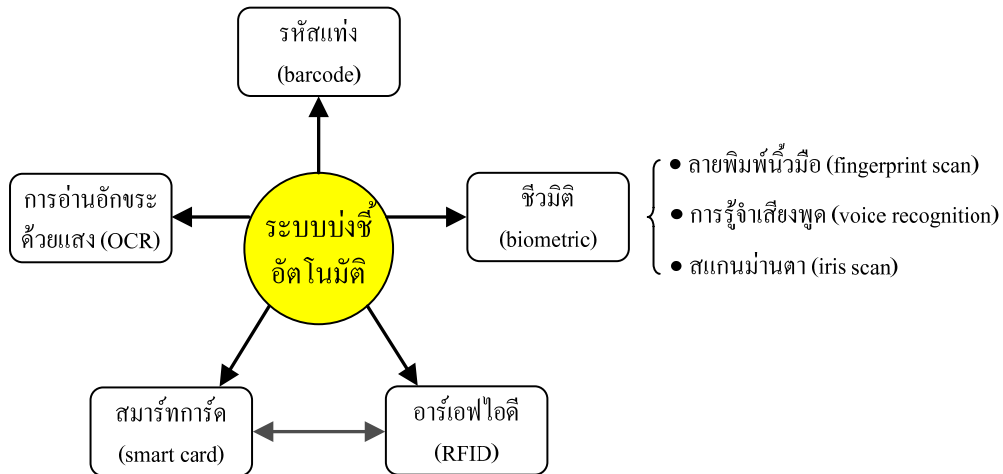 รหัสแท่ง
(barcode)
การอ่านอักขระ
ด้วยแสง (OCR)
ระบบบ่งชี้
อัตโนมัติ
ชีวมิติ
(biometric)
• ลายพิมพ์นิ้วมือ (fingerprint scan)
• การรู้จำเสียงพูด (voice recognition)
• สแกนม่านตา (iris scan)
สมาร์ทการ์ด
(smart card)
อาร์เอฟไอดี
(RFID)